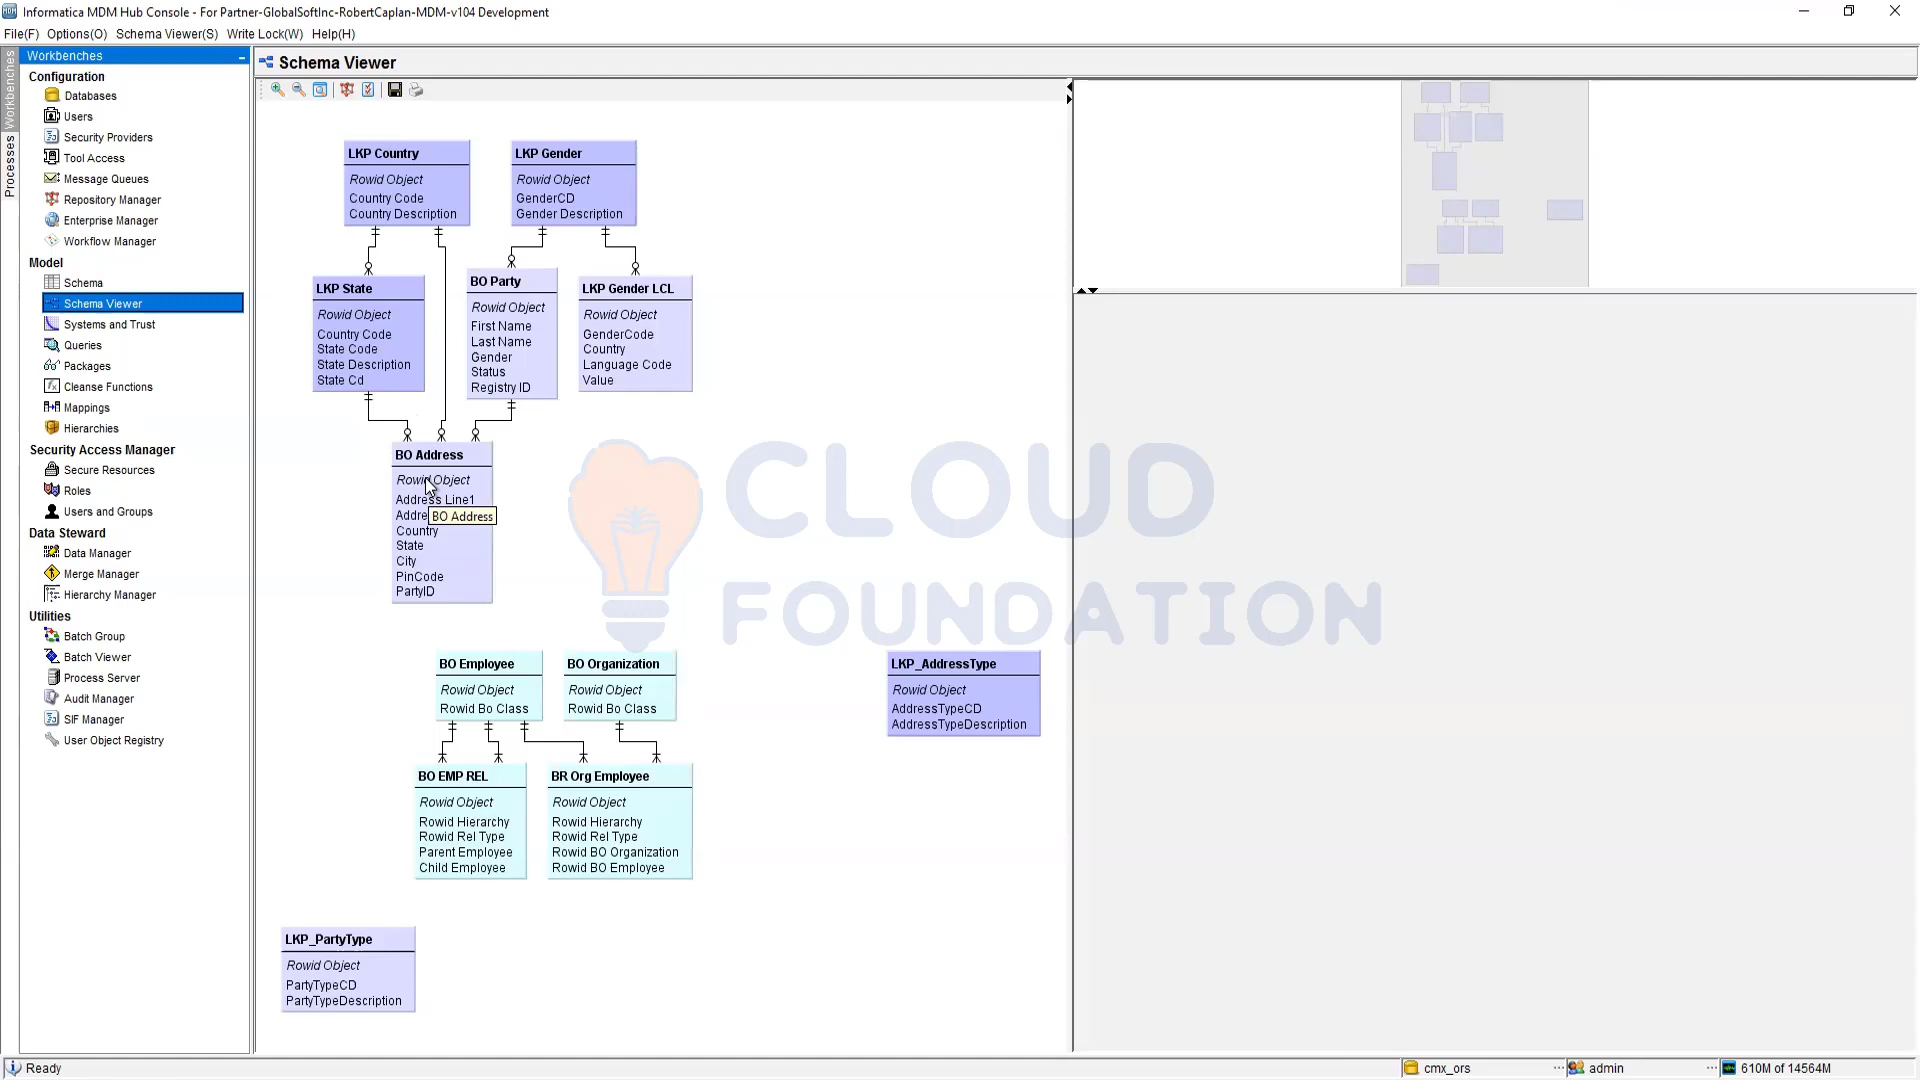 Informatica MDM Hub Console - For Partner-GlobalSoftInc-RobertCaplan-MDM-v104 Development
File(F) Options(O) Schema Viewer(S) Write Lock(W) Help(H)
Workbenches
Processes
Workbenches
Configuration
Databases
Users
Security Providers
Tool Access
Message Queues
Repository Manager
Enterprise Manager
Workflow Manager
Model
Schema
Schema Viewer
Systems and Trust
Queries
Packages
Cleanse Functions
Mappings
Hierarchies
Security Access Manager
Secure Resources
Roles
Users and Groups
Data Steward
Data Manager
Merge Manager
Hierarchy Manager
Utilities
Batch Group
Batch Viewer
Process Server
Audit Manager
SIF Manager
User Object Registry
Schema Viewer
LKP Country
Rowid Object
Country Code
Country Description
LKP Gender
Rowid Object
GenderCD
Gender Description
LKP State
Rowid Object
Country Code
State Code
State Description
State Cd
BO Party
Rowid Object
First Name
Last Name
Gender
Status
Registry ID
LKP Gender LCL
Rowid Object
GenderCode
Country
Language Code
Value
BO Address
Rowid Object
Address Line1
Addre
BO Address
Country
State
City
PinCode
PartyID
CLOUD
FOUNDATION
BO Employee
Rowid Object
Rowid Bo Class
BO Organization
Rowid Object
Rowid Bo Class
LKP_AddressType
Rowid Object
AddressTypeCD
AddressTypeDescription
BO EMP REL
Rowid Object
Rowid Hierarchy
Rowid Rel Type
Parent Employee
Child Employee
BR Org Employee
Rowid Object
Rowid Hierarchy
Rowid Rel Type
Rowid BO Organization
Rowid BO Employee
LKP_PartyType
Rowid Object
PartyTypeCD
PartyTypeDescription
Ready
cmx_ors
admin
610M of 14564M